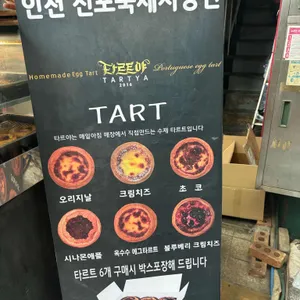 인천 신포국제시장점
타르트야
Homemade Egg Tart
Portuguese egg tart
TARTYA
2014
TART
타르야는 매일아침 매장에서 직접만드는 수제 타르트입니다
오리지날
크림치즈
초 코
시나몬애플
옥수수 에그타르트
블루베리 크림치즈
타르트 6개 구매시 박스포장해 드립니다